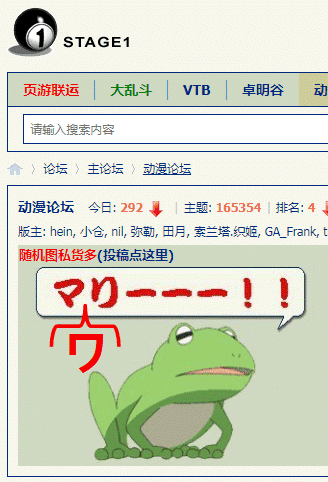 STAGE1
页游联运 大乱斗 VTB 卓明谷 动
请输入搜索内容
论坛 主论坛 动漫论坛
动漫论坛 今日: 292 主题: 165354 排名: 4
版主: hein, 小仓, nil, 弥勒, 田月, 索兰塔.织姬, GA_Frank, t
随机图私货多(投稿点这里)
マりーーー！！
ワ